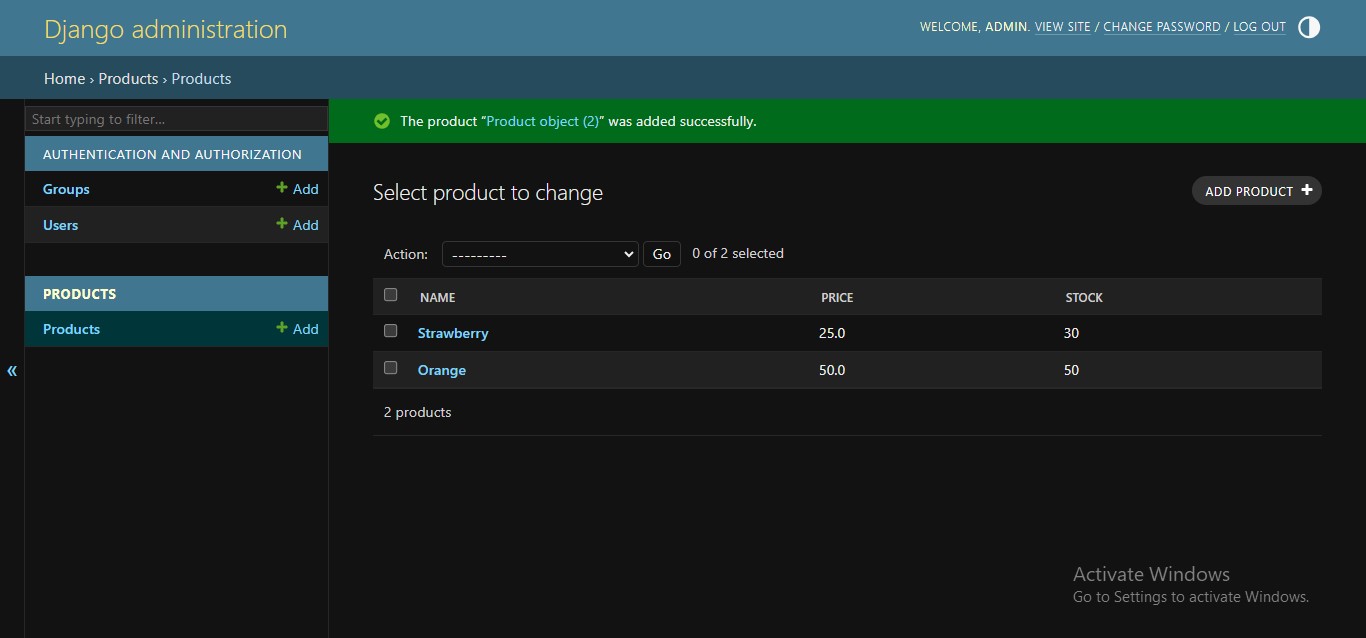 Django administration
WELCOME, ADMIN. VIEW SITE / CHANGE PASSWORD / LOG OUT
Home › Products › Products
Start typing to filter...
AUTHENTICATION AND AUTHORIZATION
Groups + Add
Users + Add
PRODUCTS
Products + Add
«
The product “Product object (2)” was added successfully.
Select product to change
ADD PRODUCT +
Action: --------- Go 0 of 2 selected
NAME PRICE STOCK
Strawberry 25.0 30
Orange 50.0 50
2 products
Activate Windows
Go to Settings to activate Windows.